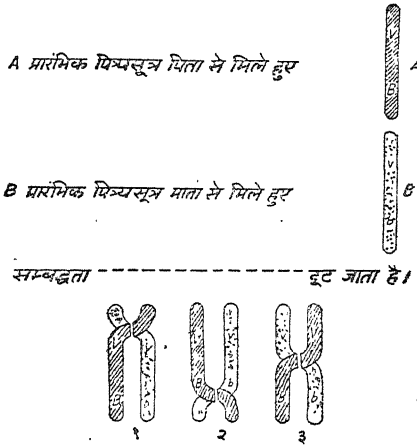 A प्रारंभिक पित्र्यसूत्र पिता से मिले हुए A
B प्रारंभिक पित्र्यसूत्र माता से मिले हुए B
सम्बद्धता ---------------------- टूट जाता है।
१ २ ३